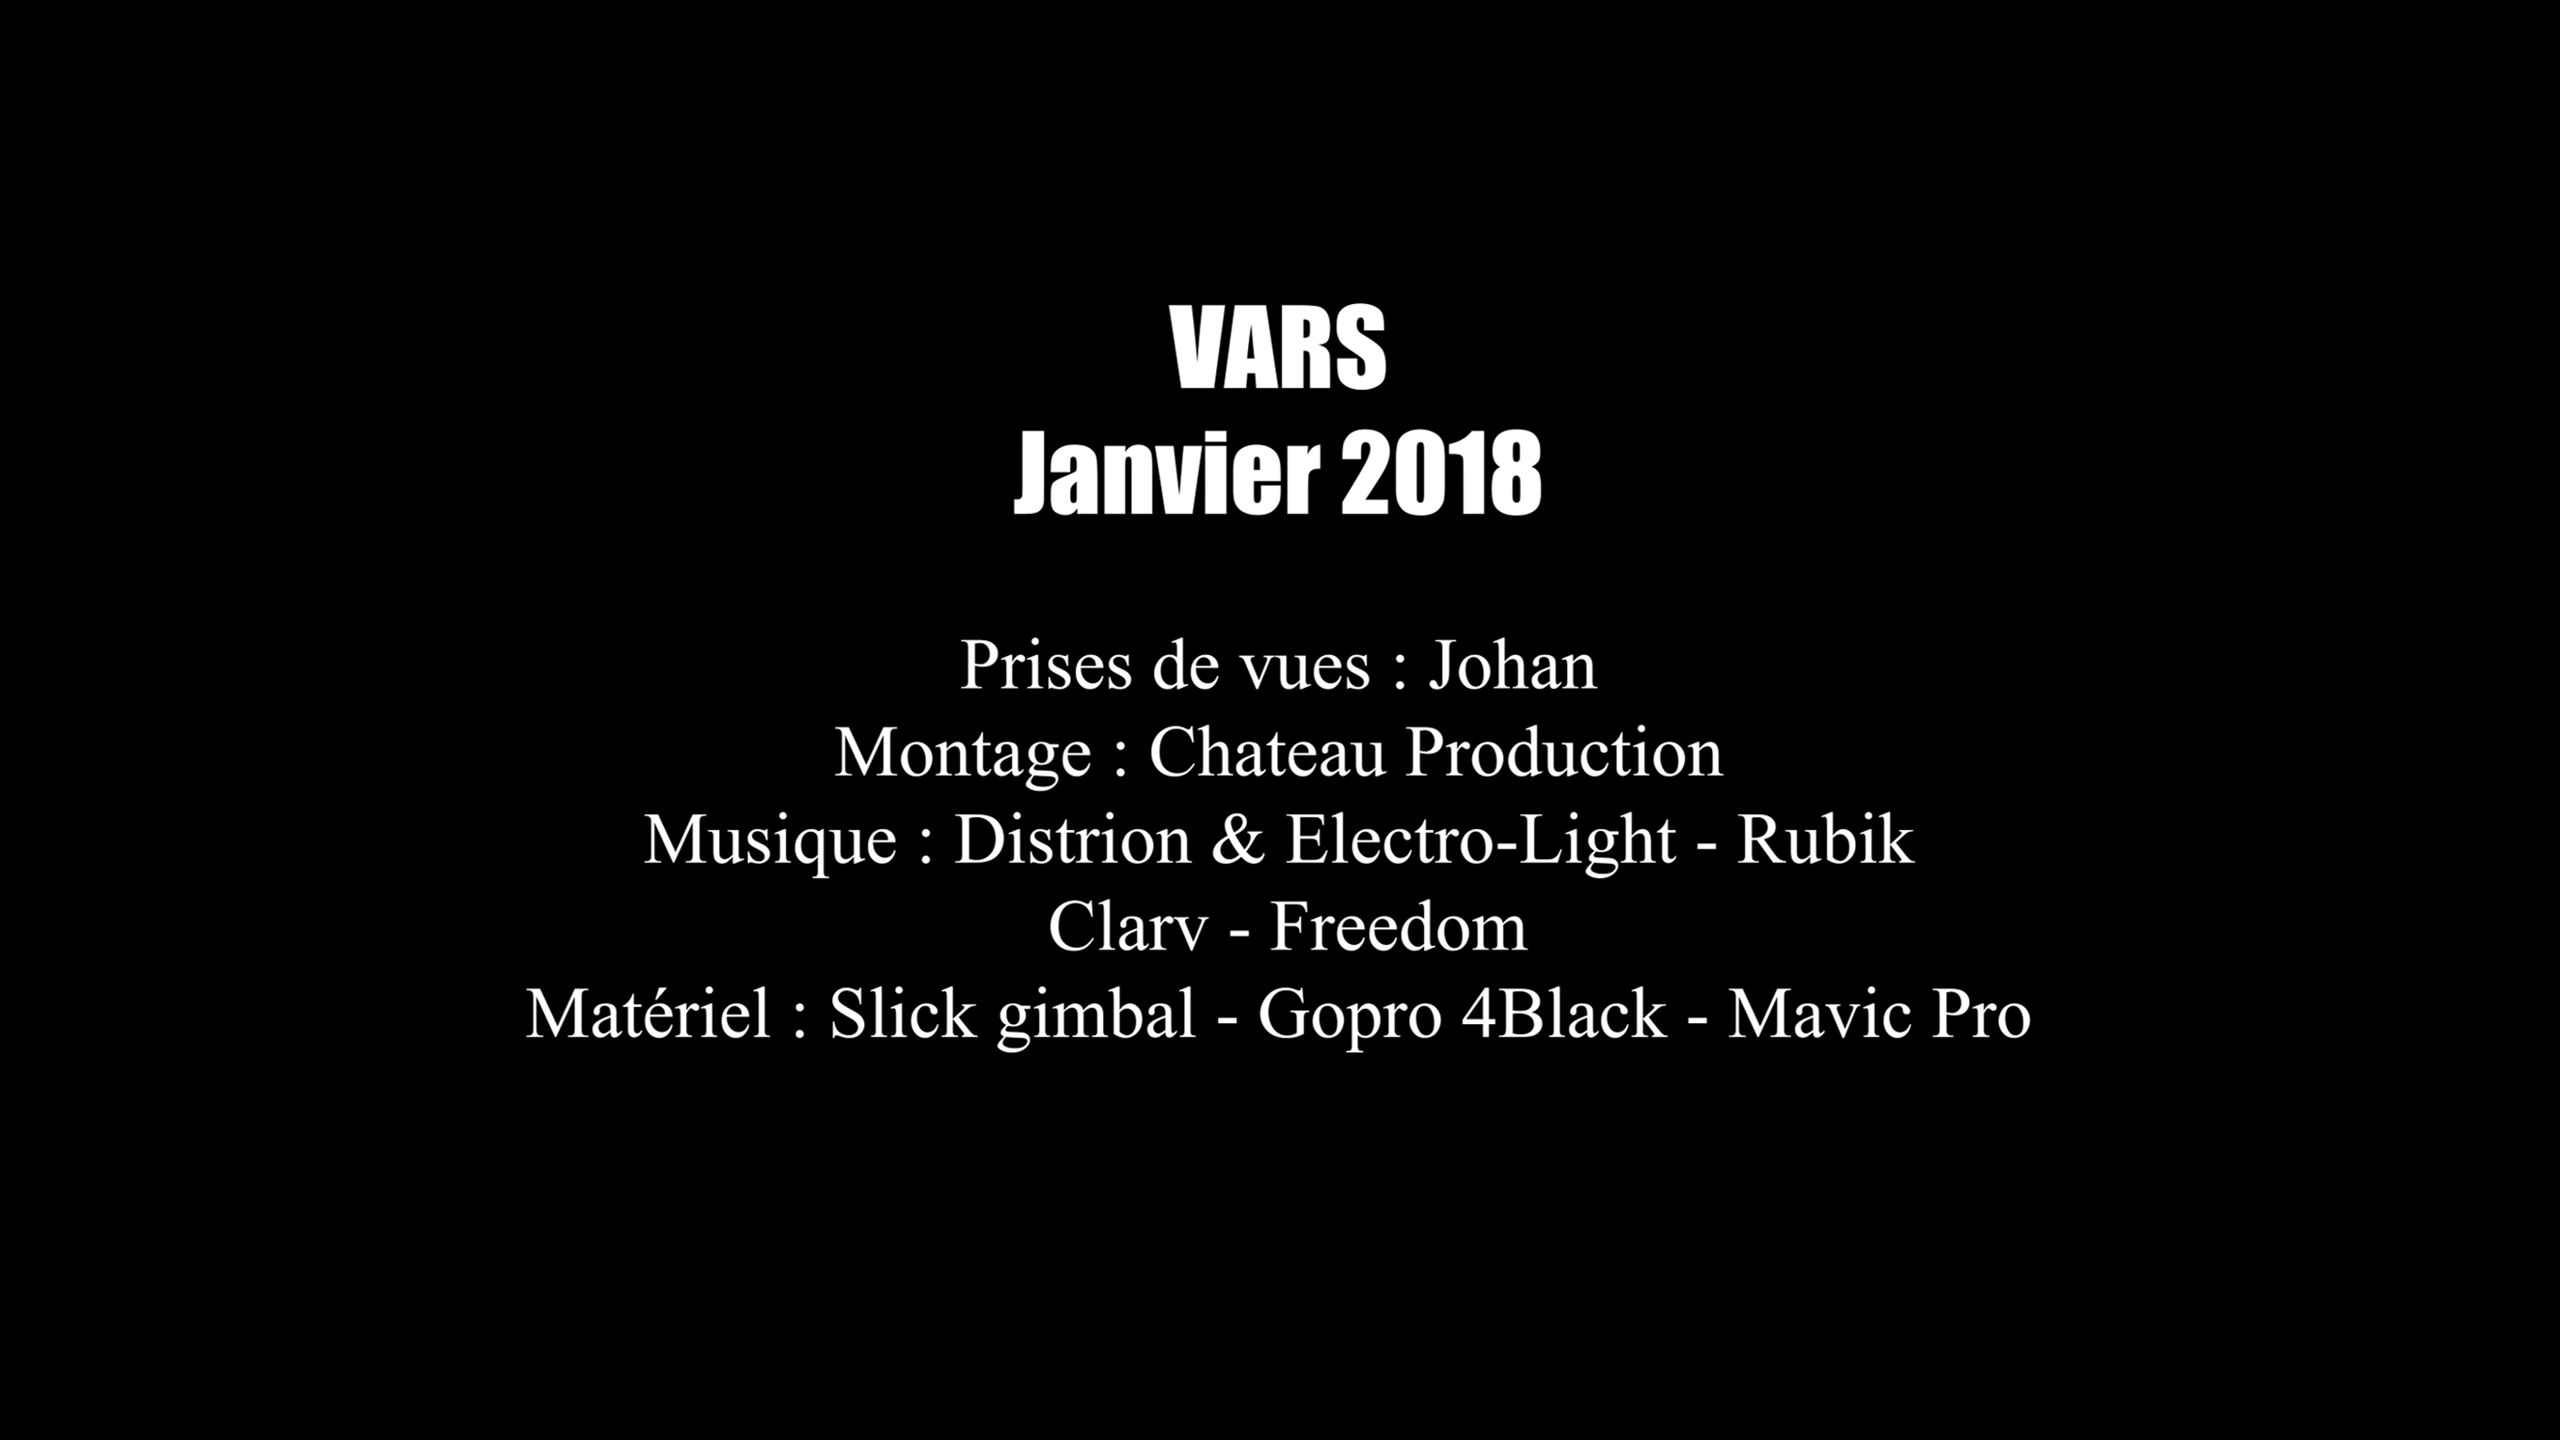 VARS
Janvier 2018
Prises de vues : Johan
Montage : Chateau Production
Musique : Distrion & Electro-Light - Rubik
Clarv - Freedom
Matériel : Slick gimbal - Gopro 4Black - Mavic Pro